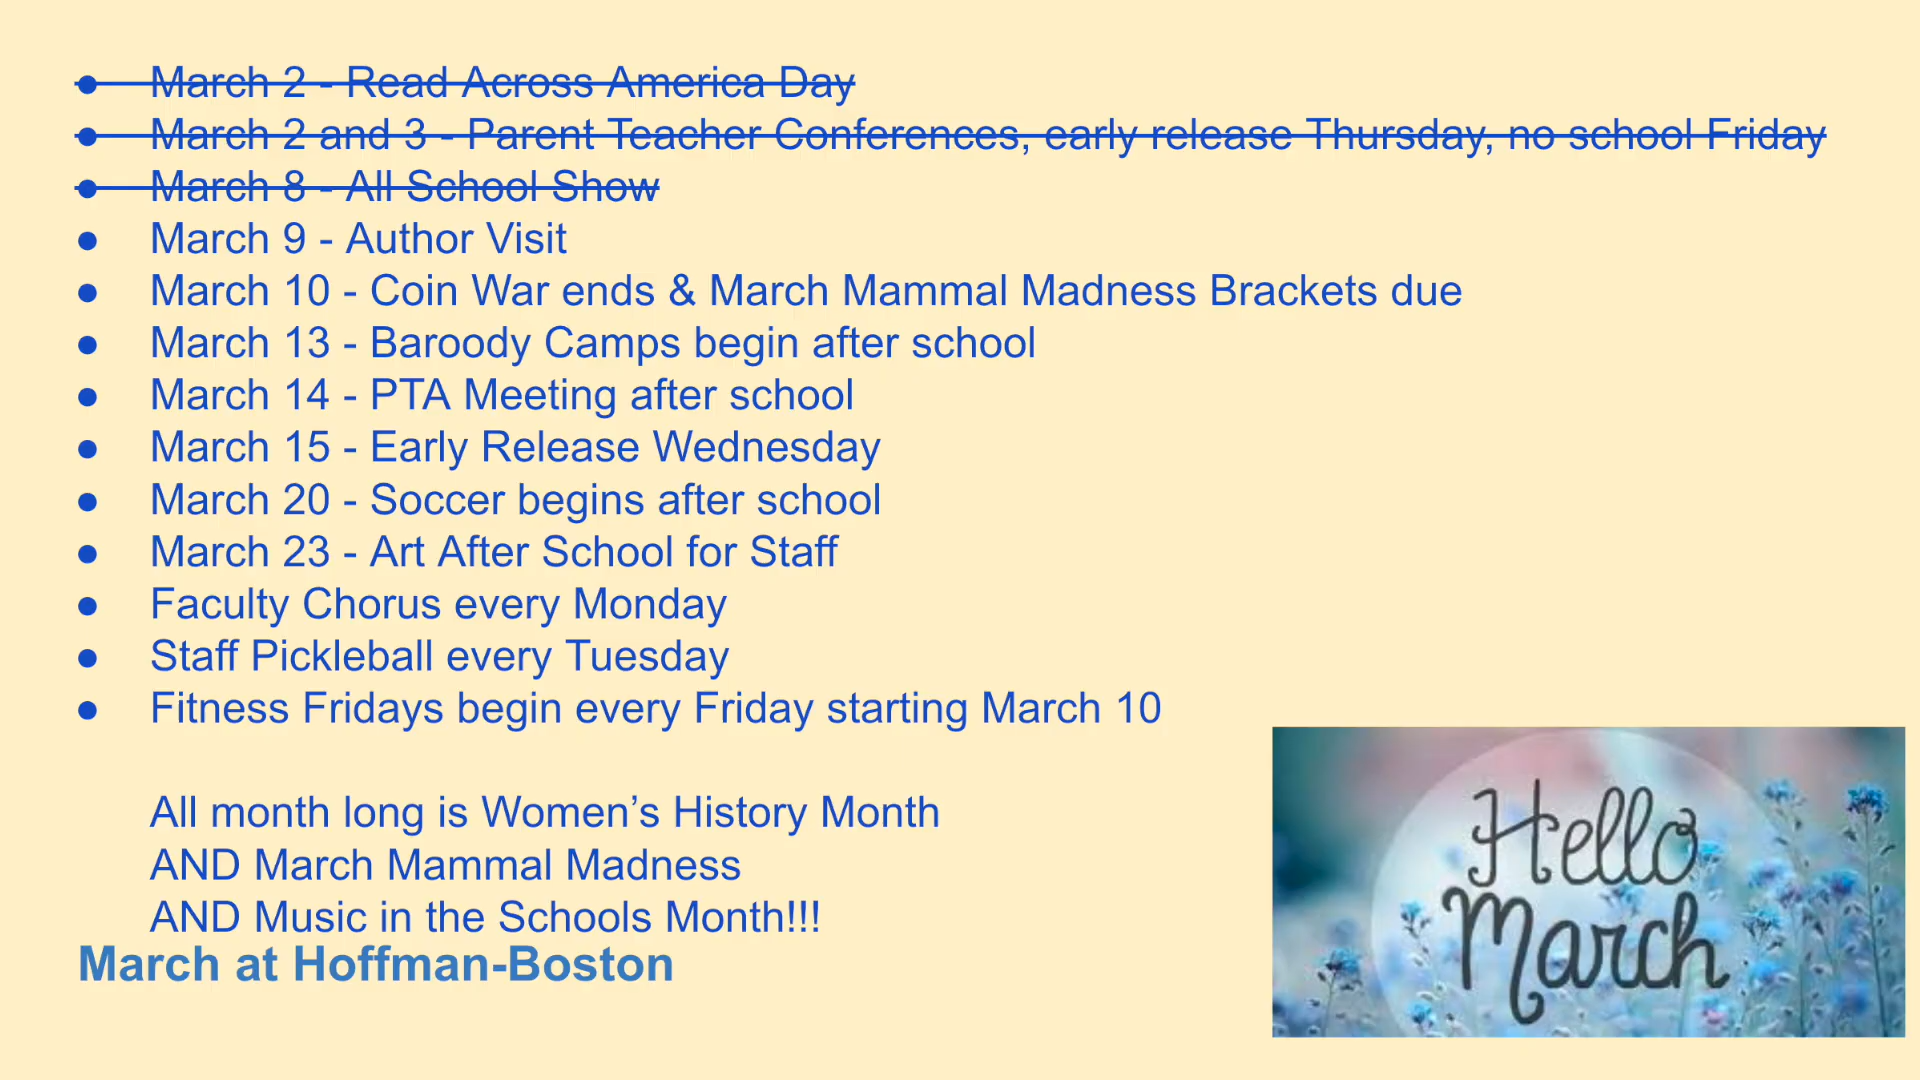 ● March 2 - Read Across America Day
● March 2 and 3 - Parent Teacher Conferences, early release Thursday, no school Friday
● March 8 - All School Show
● March 9 - Author Visit
● March 10 - Coin War ends & March Mammal Madness Brackets due
● March 13 - Baroody Camps begin after school
● March 14 - PTA Meeting after school
● March 15 - Early Release Wednesday
● March 20 - Soccer begins after school
● March 23 - Art After School for Staff
● Faculty Chorus every Monday
● Staff Pickleball every Tuesday
● Fitness Fridays begin every Friday starting March 10
All month long is Women’s History Month
AND March Mammal Madness
AND Music in the Schools Month!!!
March at Hoffman-Boston
Hello
March